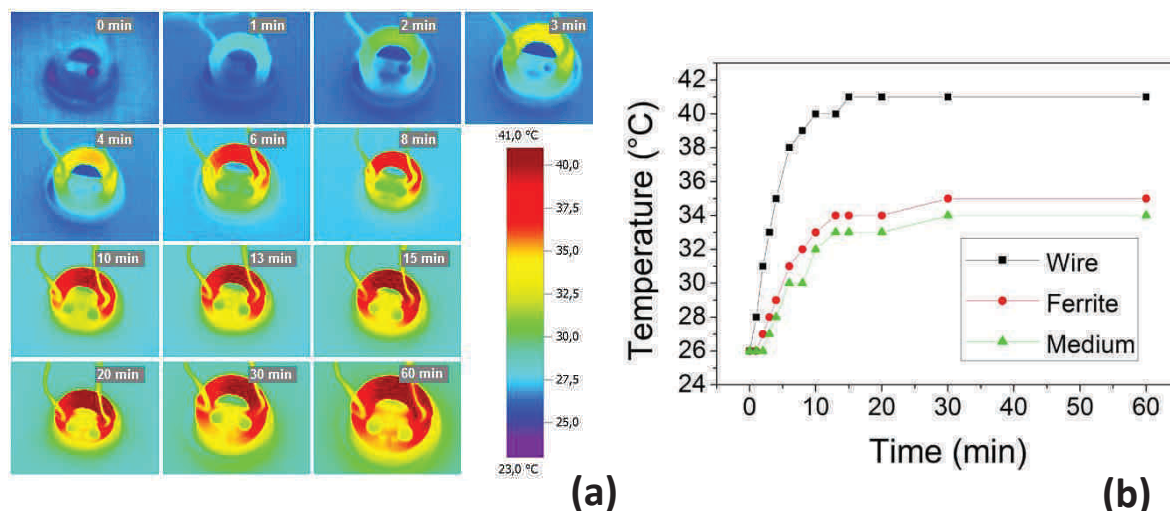 0 min
1 min
2 min
3 min
4 min
6 min
8 min
10 min
13 min
15 min
20 min
30 min
60 min
41,0 °C
40,0
37,5
35,0
32,5
30,0
27,5
25,0
23,0 °C
(a)
Temperature (°C)
42
40
38
36
34
32
30
28
26
24
Wire
Ferrite
Medium
0 10 20 30 40 50 60
Time (min)
(b)